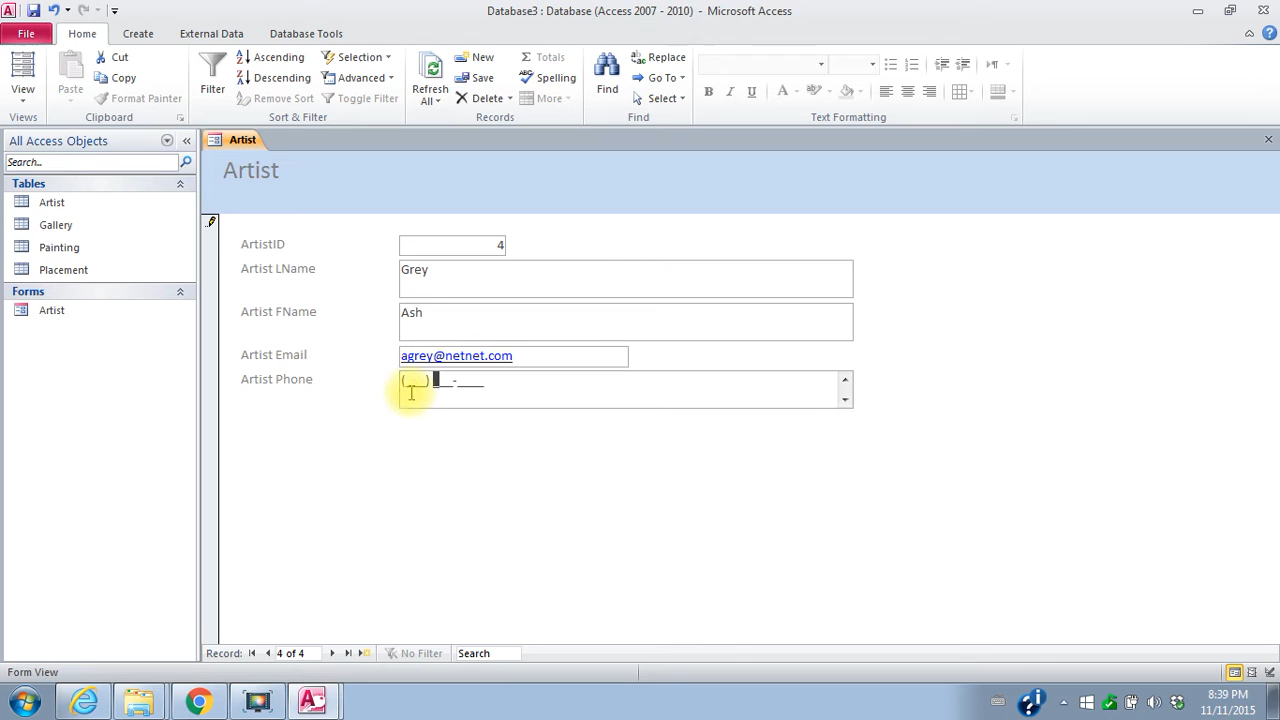 Database3 : Database (Access 2007 - 2010) - Microsoft Access
File Home Create External Data Database Tools
View
Views
Paste
Cut
Copy
Format Painter
Clipboard
Filter
Ascending
Descending
Remove Sort
Selection
Advanced
Toggle Filter
Sort & Filter
Refresh
All
New
Save
Delete
Totals
Spelling
More
Records
Find
Replace
Go To
Select
Find
Text Formatting
All Access Objects
Search...
Tables
Artist
Gallery
Painting
Placement
Forms
Artist
Artist
Artist
ArtistID 4
Artist LName Grey
Artist FName Ash
Artist Email agrey@netnet.com
Artist Phone (___) ___-____
Record: 4 of 4 No Filter Search
Form View
8:39 PM
11/11/2015